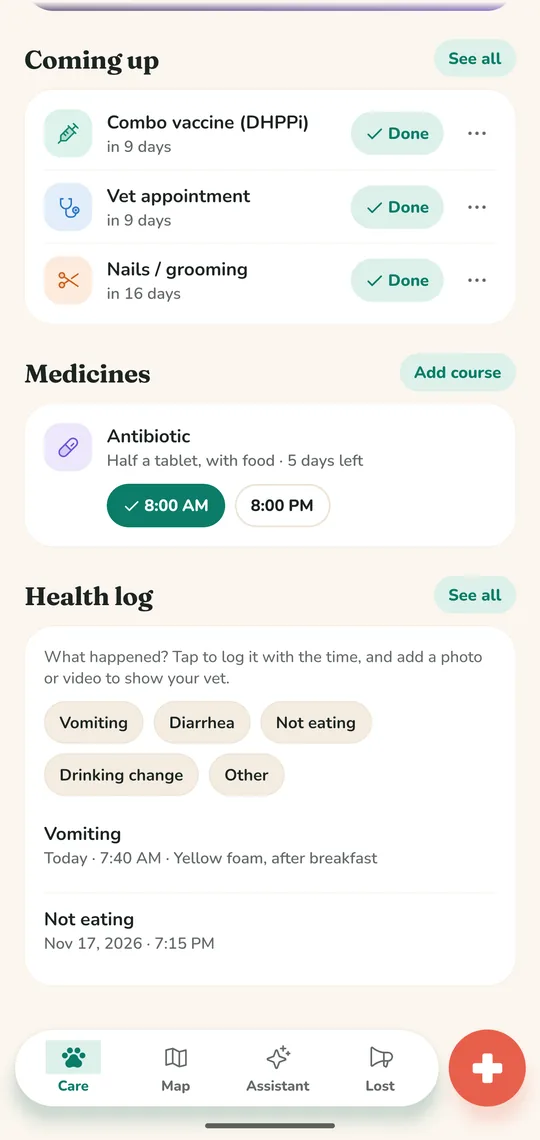 Coming up
See all
Combo vaccine (DHPPi)
in 9 days
Done
Vet appointment
in 9 days
Done
Nails / grooming
in 16 days
Done
Medicines
Add course
Antibiotic
Half a tablet, with food · 5 days left
8:00 AM
8:00 PM
Health log
See all
What happened? Tap to log it with the time, and add a photo
or video to show your vet.
Vomiting
Diarrhea
Not eating
Drinking change
Other
Vomiting
Today · 7:40 AM · Yellow foam, after breakfast
Not eating
Nov 17, 2026 · 7:15 PM
Care
Map
Assistant
Lost